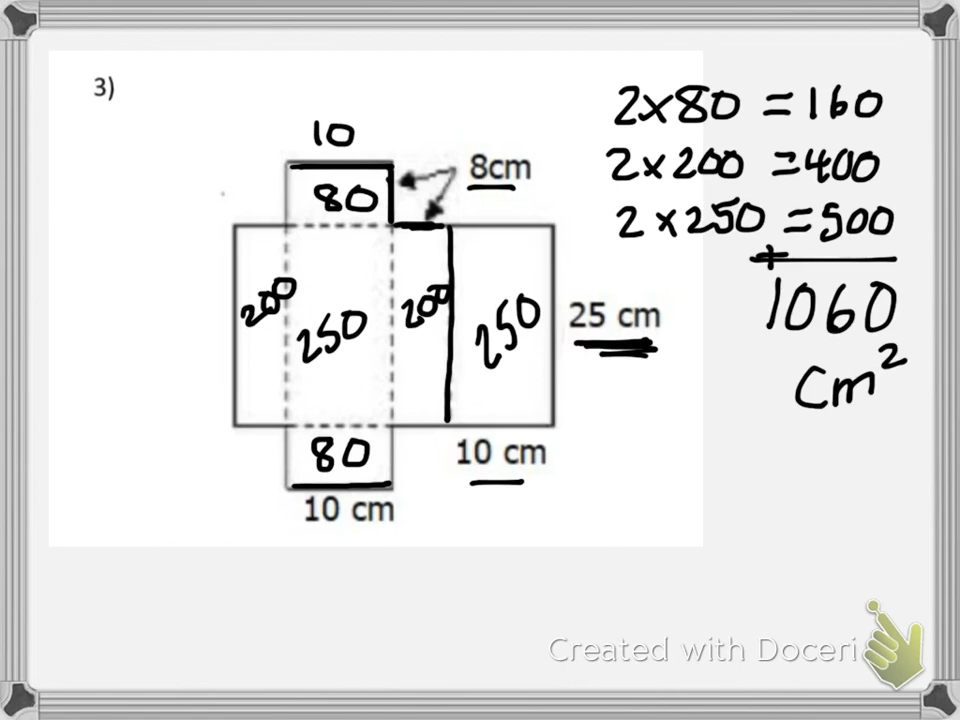 3)
10
8cm
80
200
250
200
250
25 cm
80
10 cm
10 cm
2x80 =160
2x200 =400
2x250 =500
+
1060
cm²
Created with Doceri